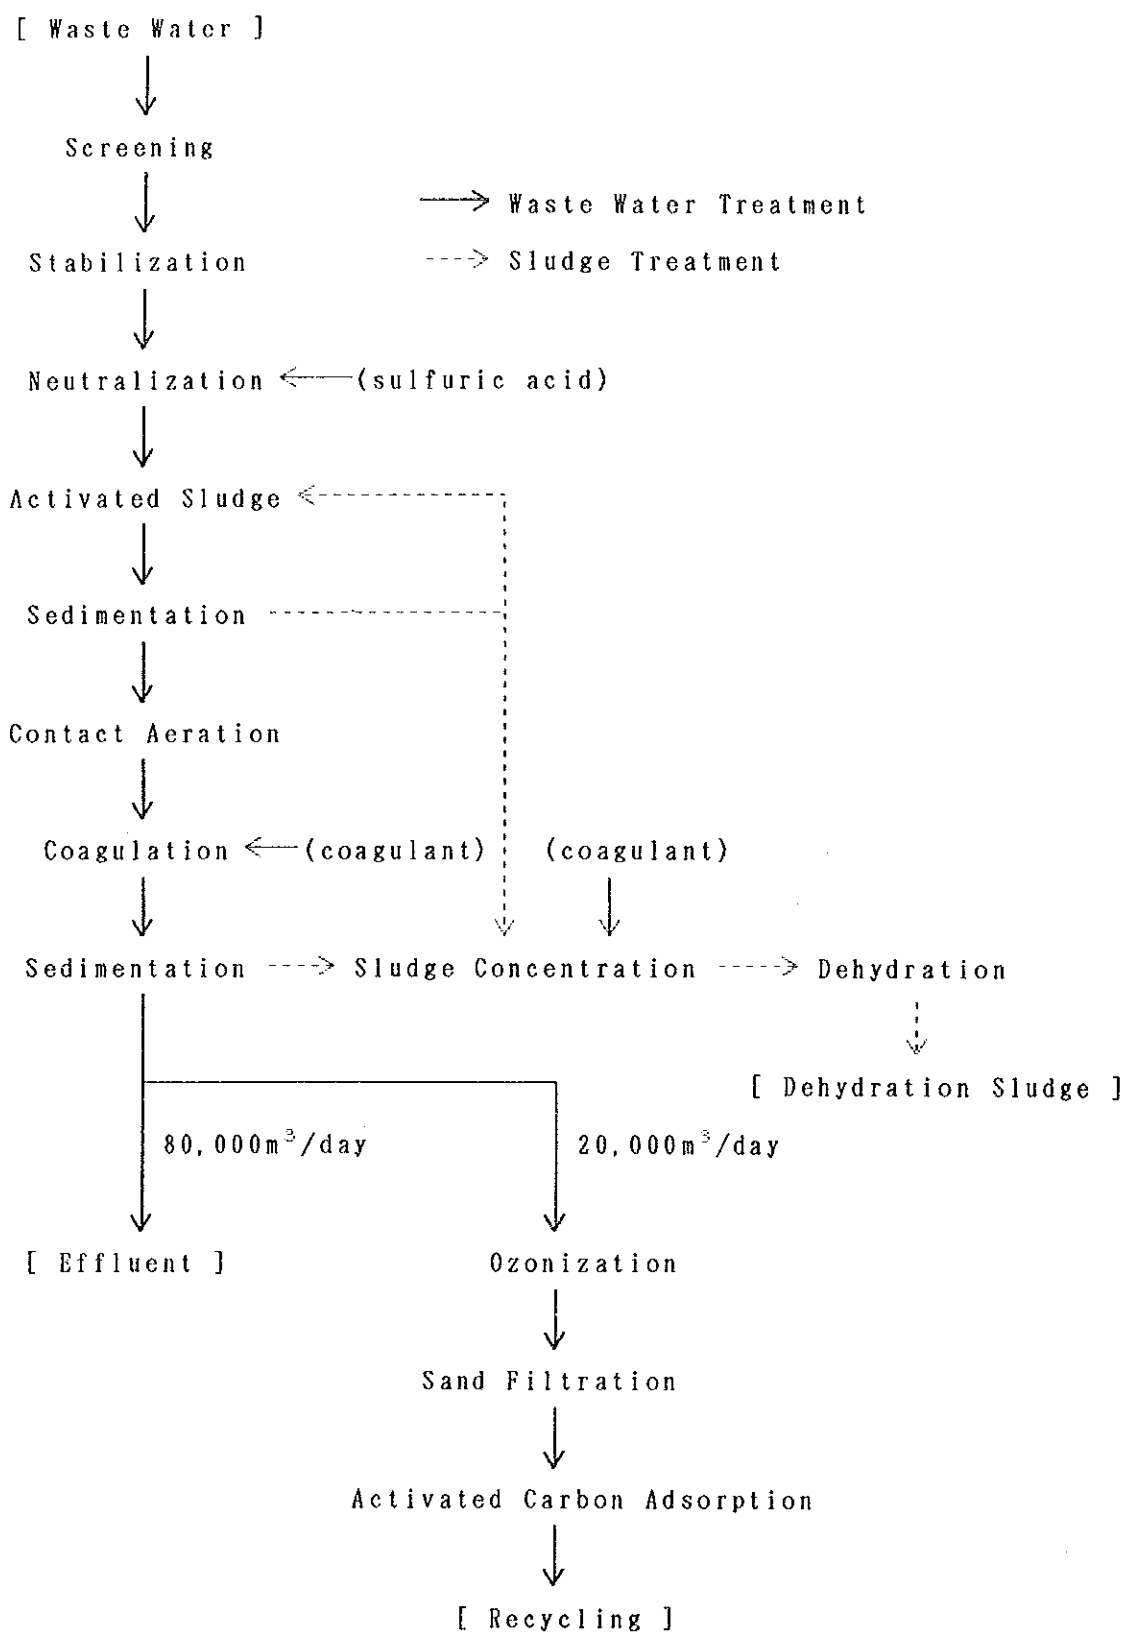 [ Waste Water ]
Screening
Waste Water Treatment
Stabilization
Sludge Treatment
Neutralization
(sulfuric acid)
Activated Sludge
Sedimentation
Contact Aeration
Coagulation
(coagulant)
(coagulant)
Sedimentation
Sludge Concentration
Dehydration
[ Dehydration Sludge ]
80,000m³/day
20,000m³/day
[ Effluent ]
Ozonization
Sand Filtration
Activated Carbon Adsorption
[ Recycling ]